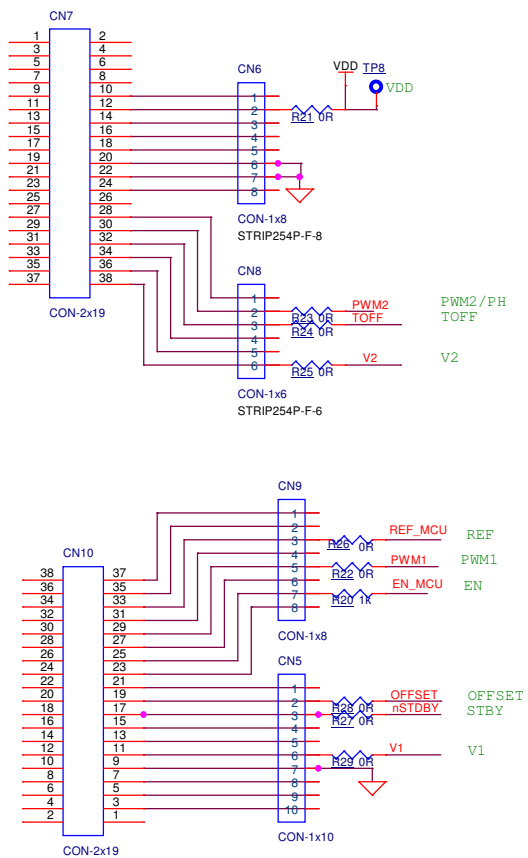 CN7
1 2
3 4
5 6
7 8
9 10
11 12
13 14
15 16
17 18
19 20
21 22
23 24
25 26
27 28
29 30
31 32
33 34
35 36
37 38
CON-2x19
CN6
1
2
3
4
5
6
7
8
CON-1x8
STRIP254P-F-8
R21 0R
VDD
TP8
VDD
CN8
1
2
3
4
5
6
CON-1x6
STRIP254P-F-6
PWM2
R23 0R
TOFF
R24 0R
V2
R25 0R
PWM2/PH
TOFF
V2
CN10
38 37
36 35
34 33
32 31
30 29
28 27
26 25
24 23
22 21
20 19
18 17
16 15
14 13
12 11
10 9
8 7
6 5
4 3
2 1
CON-2x19
CN9
1
2
3
4
5
6
7
8
CON-1x8
REF_MCU
R26 0R
REF
PWM1
R22 0R
PWM1
EN_MCU
R20 1k
EN
CN5
1
2
3
4
5
6
7
8
9
10
CON-1x10
OFFSET
R28 0R
OFFSET
nSTDBY
R27 0R
STBY
V1
R29 0R
V1